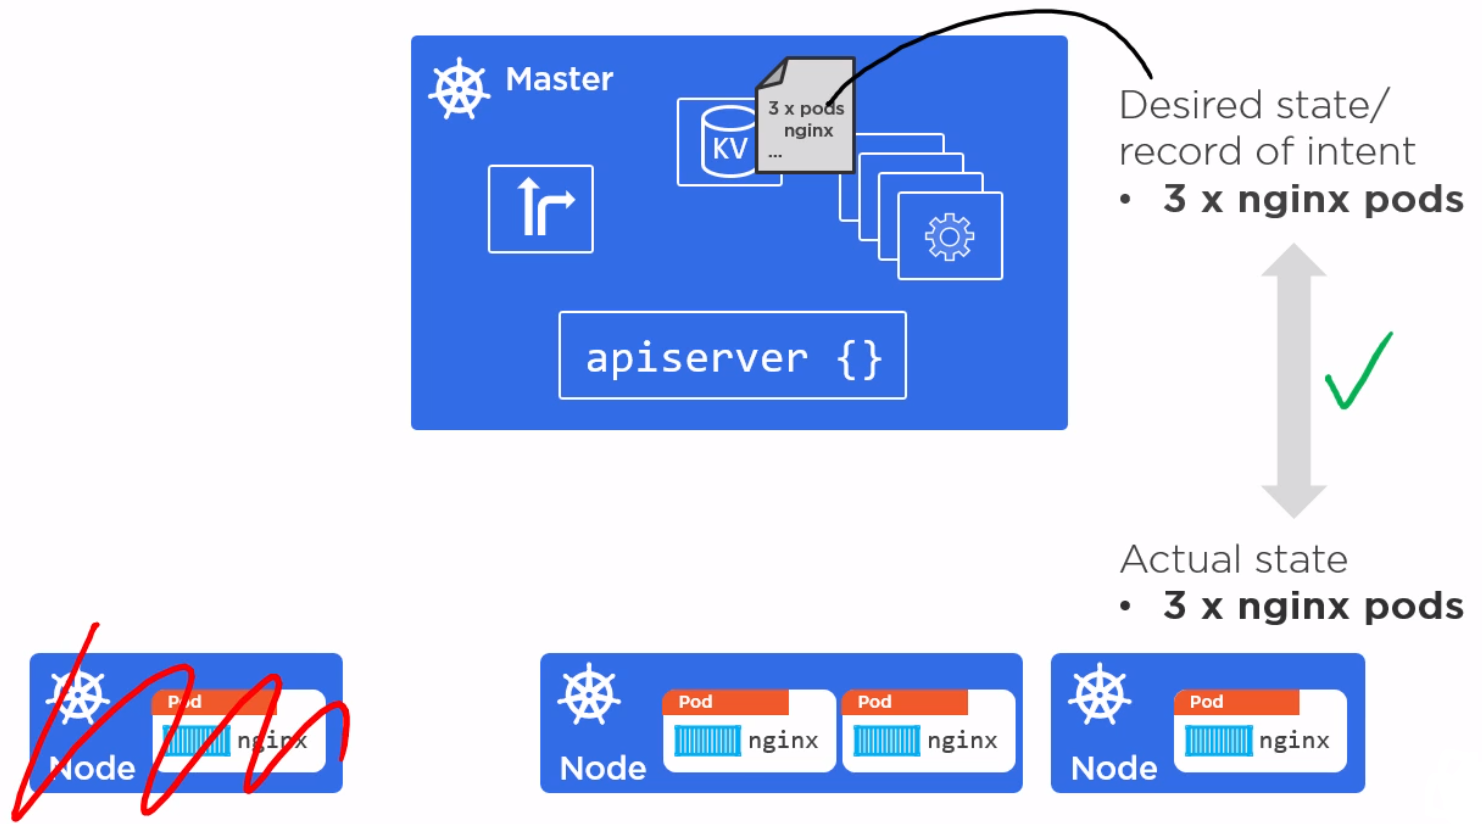 Master
3 x pods
nginx
...
KV
apiserver {}
Desired state/
record of intent
• 3 x nginx pods
Actual state
• 3 x nginx pods
Pod
nginx
Node
Pod
nginx
Pod
nginx
Node
Pod
nginx
Node